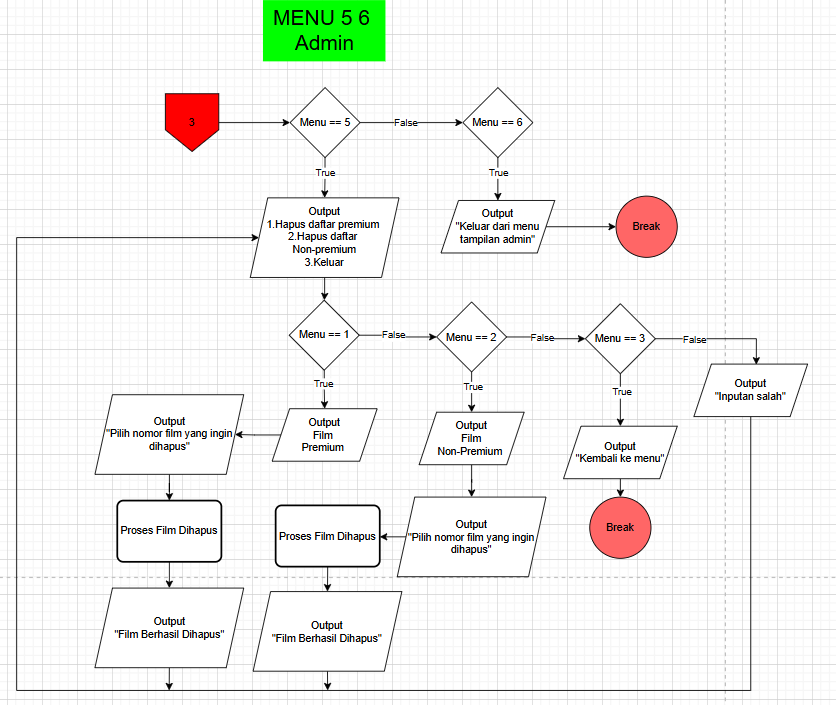 MENU 5 6
Admin
3
Menu == 5
False
Menu == 6
True
True
Output
1.Hapus daftar premium
2.Hapus daftar
Non-premium
3.Keluar
Output
"Keluar dari menu
tampilan admin"
Break
Menu == 1
False
Menu == 2
False
Menu == 3
False
True
True
True
Output
"Inputan salah"
Output
"Pilih nomor film yang ingin
dihapus"
Output
Film
Premium
Output
Film
Non-Premium
Output
"Kembali ke menu"
Proses Film Dihapus
Proses Film Dihapus
Output
"Pilih nomor film yang ingin
dihapus"
Break
Output
"Film Berhasil Dihapus"
Output
"Film Berhasil Dihapus"